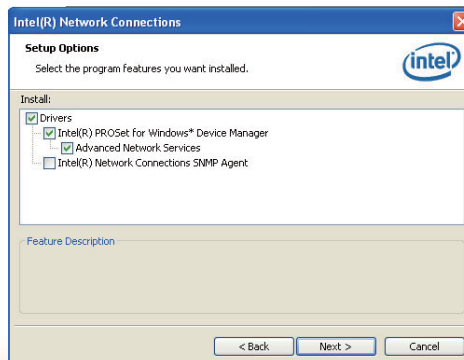 Intel(R) Network Connections
Setup Options
Select the program features you want installed.
intel
Install:
Drivers
Intel(R) PROSet for Windows* Device Manager
Advanced Network Services
Intel(R) Network Connections SNMP Agent
Feature Description
< Back
Next >
Cancel